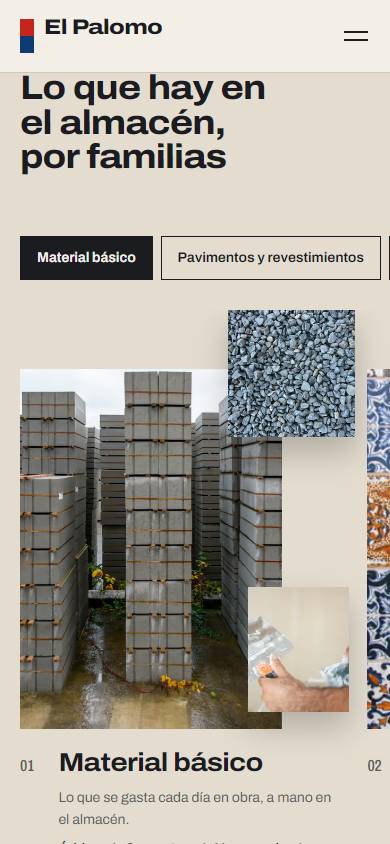 El Palomo
Lo que hay en
el almacén,
por familias
Material básico
Pavimentos y revestimientos
01
Material básico
02
Lo que se gasta cada día en obra, a mano en
el almacén.